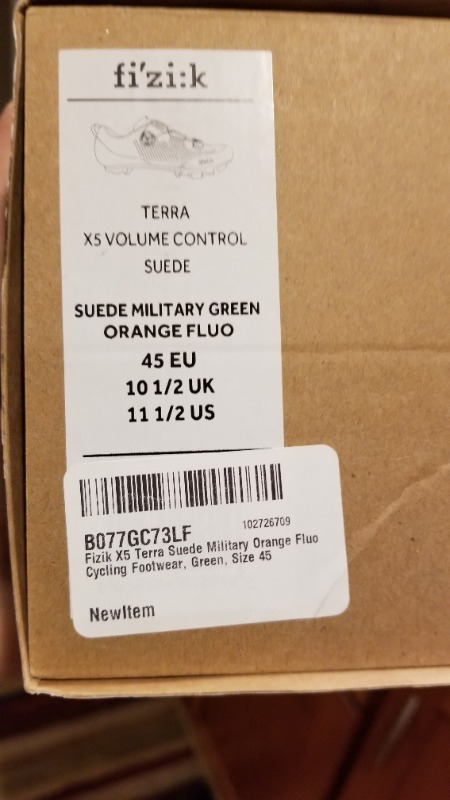 fi'zi:k
TERRA
X5 VOLUME CONTROL
SUEDE
SUEDE MILITARY GREEN
ORANGE FLUO
45 EU
10 1/2 UK
11 1/2 US
B077GC73LF
102726709
Fizik X5 Terra Suede Military Orange Fluo
Cycling Footwear, Green, Size 45
NewItem